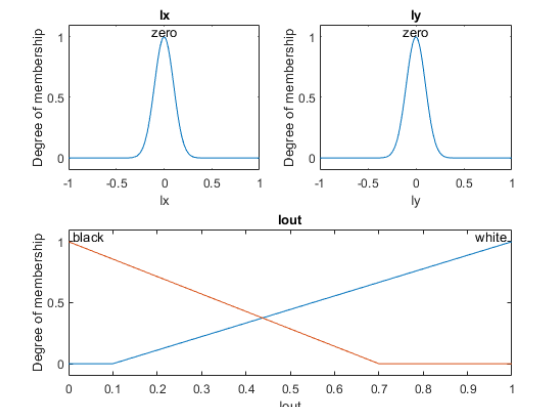 Ix
zero
Degree of membership
1
0.5
0
-1 -0.5 0 0.5 1
Ix
Iy
zero
Degree of membership
1
0.5
0
-1 -0.5 0 0.5 1
Iy
Iout
black white
Degree of membership
1
0.5
0
0 0.1 0.2 0.3 0.4 0.5 0.6 0.7 0.8 0.9 1
Iout